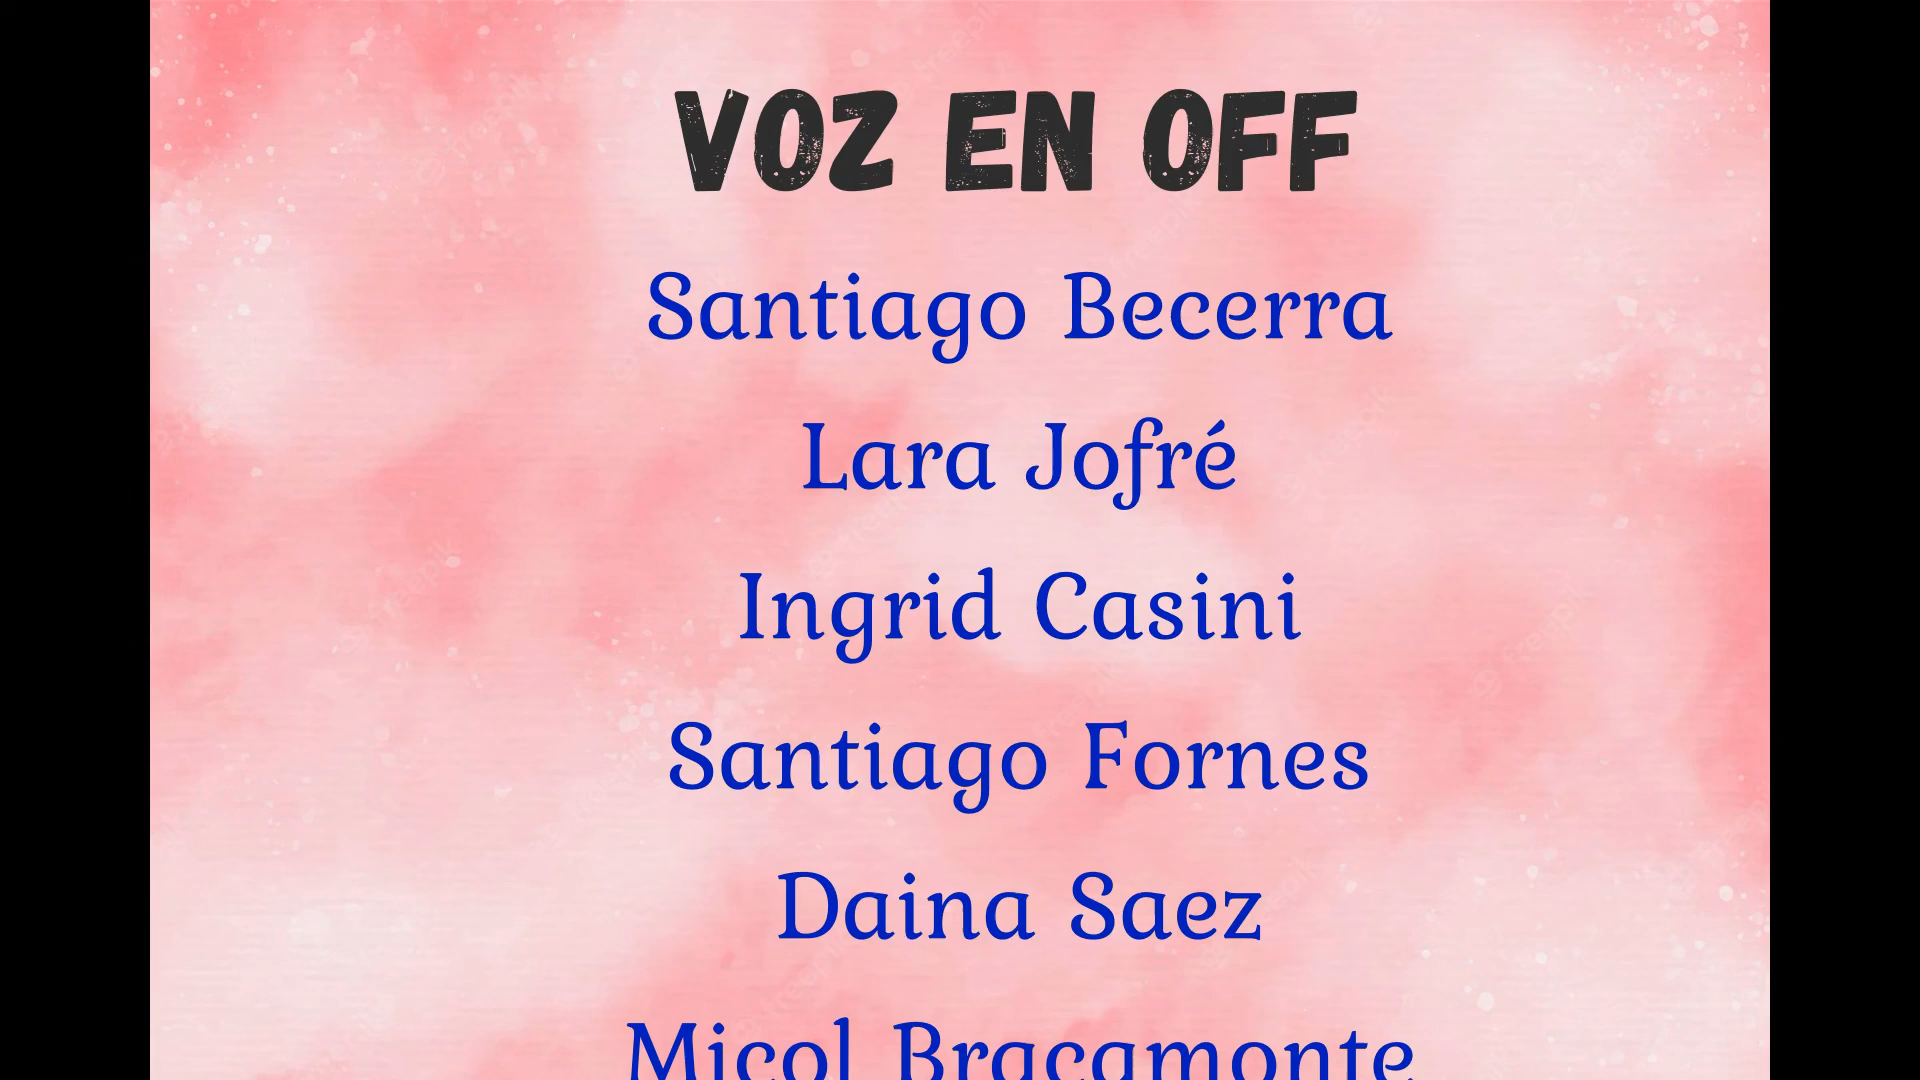 VOZ EN OFF
Santiago Becerra
Lara Jofré
Ingrid Casini
Santiago Fornes
Daina Saez
Micol Bracamonte